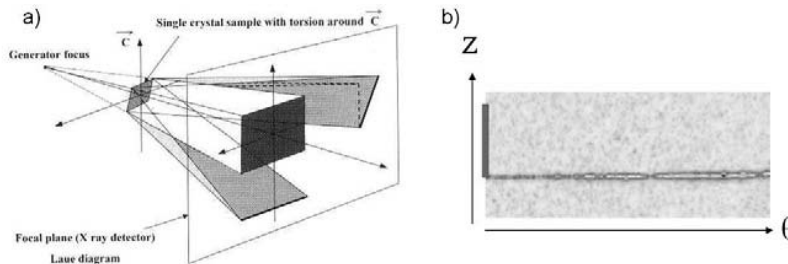 a)
Single crystal sample with torsion around C
C
Generator focus
Focal plane (X ray detector)
Laue diagram
b)
Z